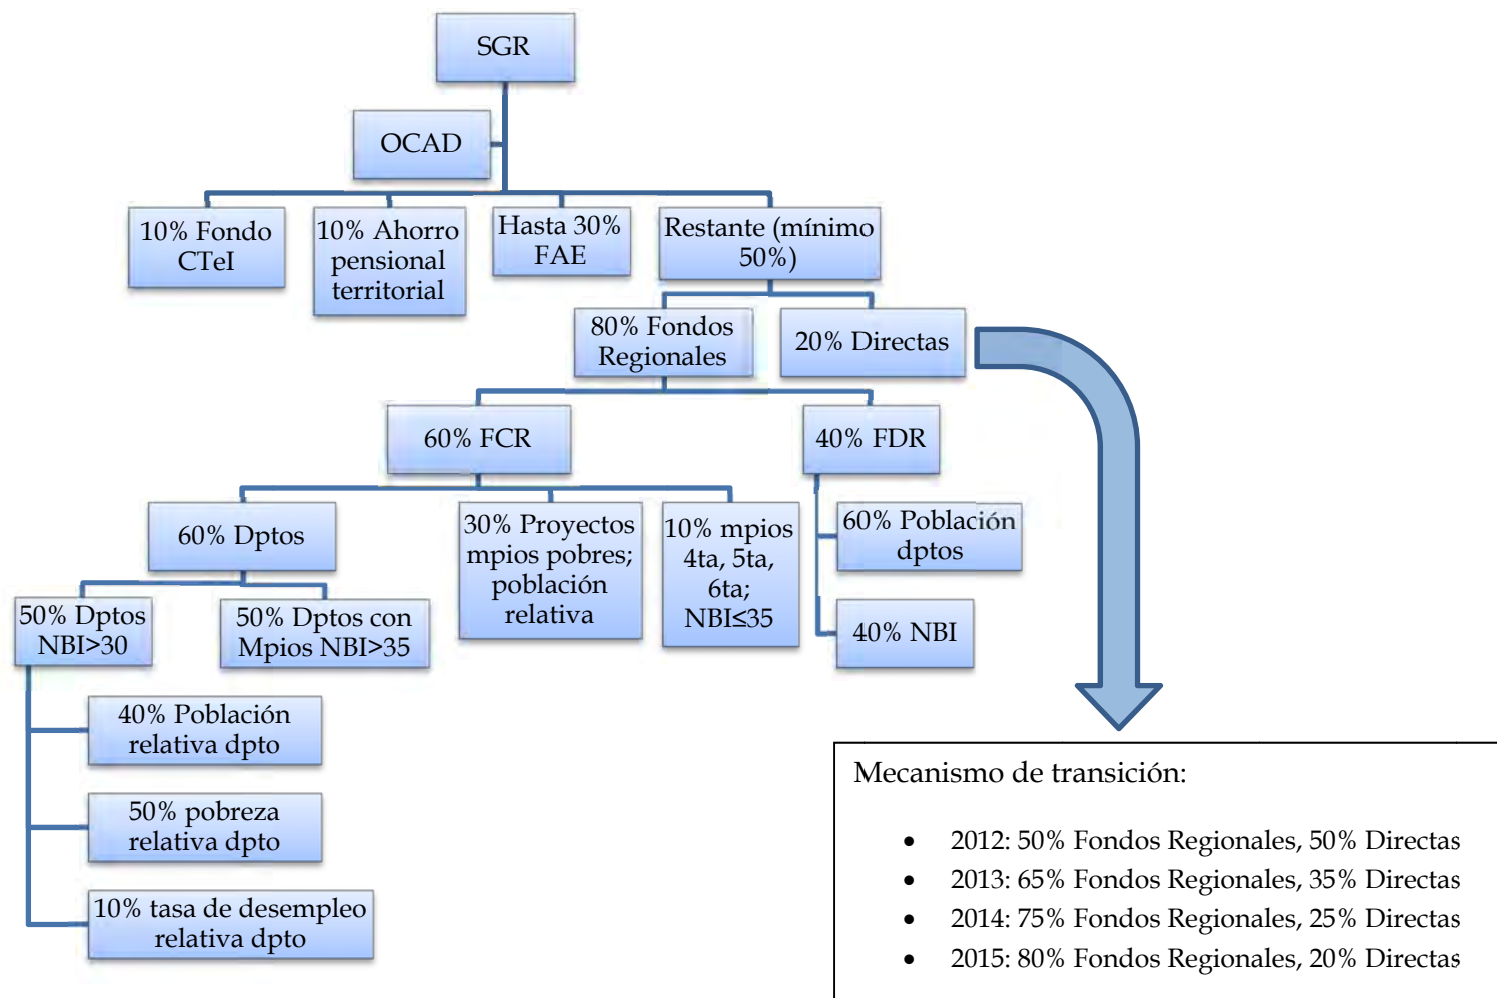 SGR
OCAD
10% Fondo
CTeI
10% Ahorro
pensional
territorial
Hasta 30%
FAE
Restante (mínimo
50%)
80% Fondos
Regionales
20% Directas
60% FCR
40% FDR
60% Dptos
30% Proyectos
mpios pobres;
población
relativa
10% mpios
4ta, 5ta,
6ta;
NBI≤35
60% Población
dptos
40% NBI
50% Dptos
NBI>30
50% Dptos con
Mpios NBI>35
40% Población
relativa dpto
50% pobreza
relativa dpto
10% tasa de desempleo
relativa dpto
Mecanismo de transición:
• 2012: 50% Fondos Regionales, 50% Directas
• 2013: 65% Fondos Regionales, 35% Directas
• 2014: 75% Fondos Regionales, 25% Directas
• 2015: 80% Fondos Regionales, 20% Directas